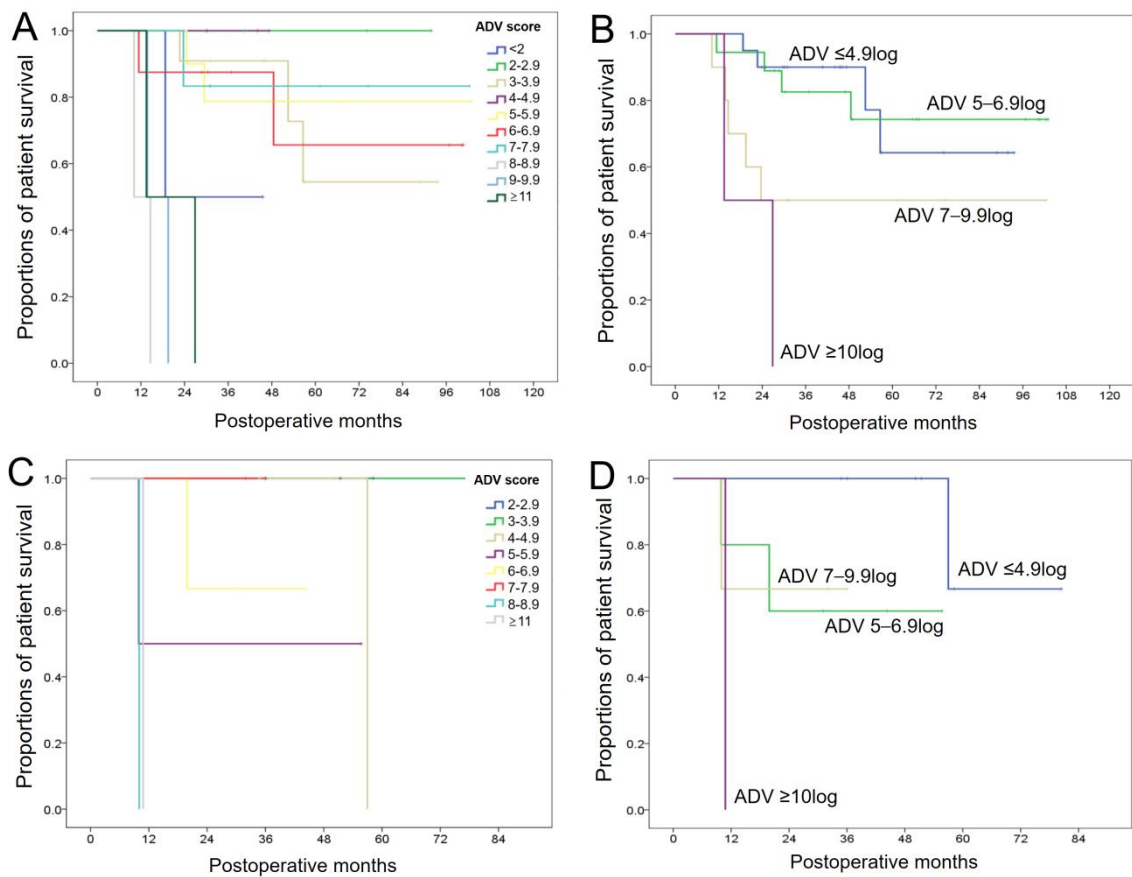 A
Proportions of patient survival
1.0
0.8
0.6
0.4
0.2
0.0
0 12 24 36 48 60 72 84 96 108 120
Postoperative months
ADV score
<2
2-2.9
3-3.9
4-4.9
5-5.9
6-6.9
7-7.9
8-8.9
9-9.9
≥11
B
Proportions of patient survival
1.0
0.8
0.6
0.4
0.2
0.0
ADV ≤4.9log
ADV 5–6.9log
ADV 7–9.9log
ADV ≥10log
0 12 24 36 48 60 72 84 96 108 120
Postoperative months
C
Proportions of patient survival
1.0
0.8
0.6
0.4
0.2
0.0
0 12 24 36 48 60 72 84
Postoperative months
ADV score
2-2.9
3-3.9
4-4.9
5-5.9
6-6.9
7-7.9
8-8.9
≥11
D
Proportions of patient survival
1.0
0.8
0.6
0.4
0.2
0.0
ADV 7–9.9log
ADV ≤4.9log
ADV 5–6.9log
ADV ≥10log
0 12 24 36 48 60 72 84
Postoperative months